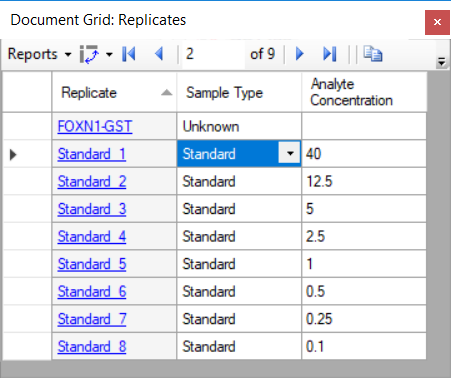 Document Grid: Replicates
Reports 2 of 9
Replicate Sample Type Analyte Concentration
FOXN1-GST Unknown
Standard_1 Standard 40
Standard_2 Standard 12.5
Standard_3 Standard 5
Standard_4 Standard 2.5
Standard_5 Standard 1
Standard_6 Standard 0.5
Standard_7 Standard 0.25
Standard_8 Standard 0.1